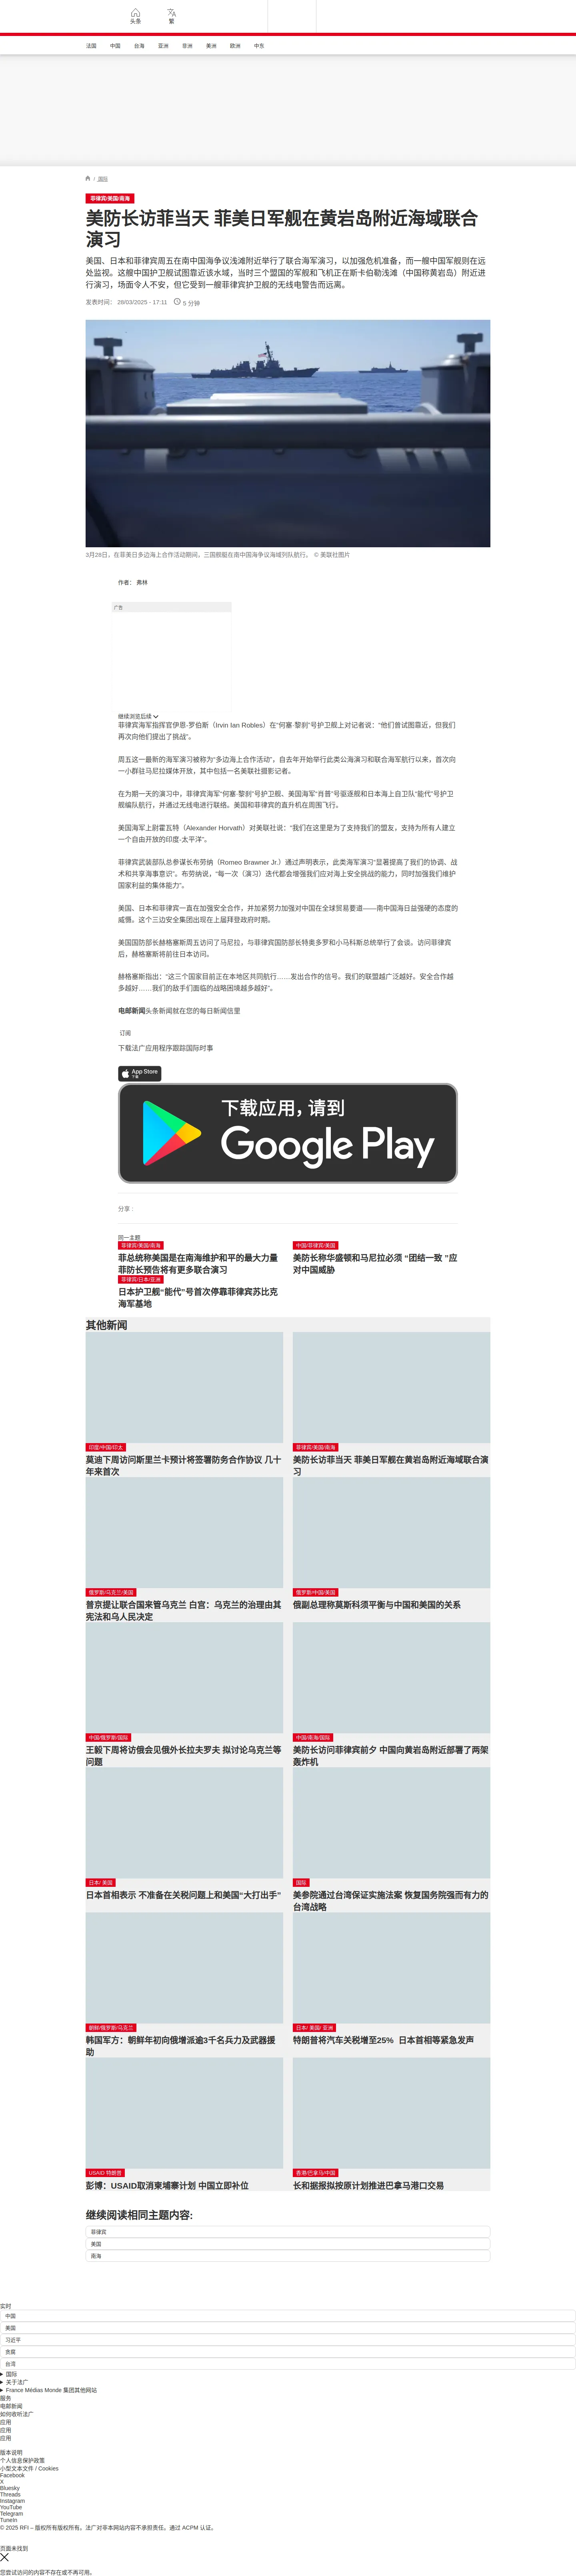 头条
繁
法国
中国
台海
亚洲
非洲
美洲
欧洲
中东
/ 国际
菲律宾/美国/南海
美防长访菲当天 菲美日军舰在黄岩岛附近海域联合
演习
美国、日本和菲律宾周五在南中国海争议浅滩附近举行了联合海军演习，以加强危机准备，而一艘中国军舰则在远
处监视。这艘中国护卫舰试图靠近该水域，当时三个盟国的军舰和飞机正在斯卡伯勒浅滩（中国称黄岩岛）附近进
行演习，场面令人不安，但它受到一艘菲律宾护卫舰的无线电警告而远离。
发表时间： 28/03/2025 - 17:11
5 分钟
3月28日，在菲美日多边海上合作活动期间，三国舰艇在南中国海争议海域列队航行。 © 美联社图片
作者： 弗林
广告
继续浏览后续
菲律宾海军指挥官伊恩-罗伯斯（Irvin Ian Robles）在“何塞·黎刹”号护卫舰上对记者说：“他们曾试图靠近，但我们
再次向他们提出了挑战”。
周五这一最新的海军演习被称为“多边海上合作活动”，自去年开始举行此类公海演习和联合海军航行以来，首次向
一小群驻马尼拉媒体开放，其中包括一名美联社摄影记者。
在为期一天的演习中，菲律宾海军“何塞·黎刹”号护卫舰、美国海军“肖普”号驱逐舰和日本海上自卫队“能代”号护卫
舰编队航行，并通过无线电进行联络。美国和菲律宾的直升机在周围飞行。
美国海军上尉霍瓦特（Alexander Horvath）对美联社说：“我们在这里是为了支持我们的盟友，支持为所有人建立
一个自由开放的印度-太平洋”。
菲律宾武装部队总参谋长布劳纳（Romeo Brawner Jr.）通过声明表示，此类海军演习“显著提高了我们的协调、战
术和共享海事意识”。布劳纳说，“每一次（演习）迭代都会增强我们应对海上安全挑战的能力，同时加强我们维护
国家利益的集体能力”。
美国、日本和菲律宾一直在加强安全合作，并加紧努力加强对中国在全球贸易要道——南中国海日益强硬的态度的
威慑。这个三边安全集团出现在上届拜登政府时期。
美国国防部长赫格塞斯周五访问了马尼拉，与菲律宾国防部长特奥多罗和小马科斯总统举行了会谈。访问菲律宾
后，赫格塞斯将前往日本访问。
赫格塞斯指出：“这三个国家目前正在本地区共同航行……发出合作的信号。我们的联盟越广泛越好。安全合作越
多越好……我们的敌手们面临的战略困境越多越好”。
电邮新闻头条新闻就在您的每日新闻信里
订阅
下载法广应用程序跟踪国际时事
App Store
下载
下载应用，请到
Google Play
分享 :
同一主题
菲律宾/美国/南海
菲总统称美国是在南海维护和平的最大力量
菲防长预告将有更多联合演习
中国/菲律宾/美国
美防长称华盛顿和马尼拉必须 “团结一致 ”应
对中国威胁
菲律宾/日本/亚洲
日本护卫舰“能代”号首次停靠菲律宾苏比克
海军基地
其他新闻
印度/中国/印太
莫迪下周访问斯里兰卡预计将签署防务合作协议 几十
年来首次
菲律宾/美国/南海
美防长访菲当天 菲美日军舰在黄岩岛附近海域联合演
习
俄罗斯/乌克兰/美国
普京提让联合国来管乌克兰 白宫：乌克兰的治理由其
宪法和乌人民决定
俄罗斯•中国/美国
俄副总理称莫斯科须平衡与中国和美国的关系
中国/俄罗斯/国际
王毅下周将访俄会见俄外长拉夫罗夫 拟讨论乌克兰等
问题
中国/南海/国际
美防长访问菲律宾前夕 中国向黄岩岛附近部署了两架
轰炸机
日本/ 美国
日本首相表示 不准备在关税问题上和美国“大打出手”
国际
美参院通过台湾保证实施法案 恢复国务院强而有力的
台湾战略
朝鲜/俄罗斯/乌克兰
韩国军方：朝鲜年初向俄增派逾3千名兵力及武器援
助
日本/ 美国/ 亚洲
特朗普将汽车关税增至25% 日本首相等紧急发声
USAID 特朗普
彭博：USAID取消柬埔寨计划 中国立即补位
香港/巴拿马/中国
长和据报拟按原计划推进巴拿马港口交易
继续阅读相同主题内容:
菲律宾
美国
南海
实时
中国
美国
习近平
贪腐
台湾
国际
关于法广
France Médias Monde 集团其他网站
服务
电邮新闻
如何收听法广
应用
应用
应用
版本说明
个人信息保护政策
小型文本文件 / Cookies
Facebook
X
Bluesky
Threads
Instagram
YouTube
Telegram
TuneIn
© 2025 RFI – 版权所有版权所有。法广对非本网站内容不承担责任。通过 ACPM 认证。
页面未找到
您尝试访问的内容不存在或不再可用。